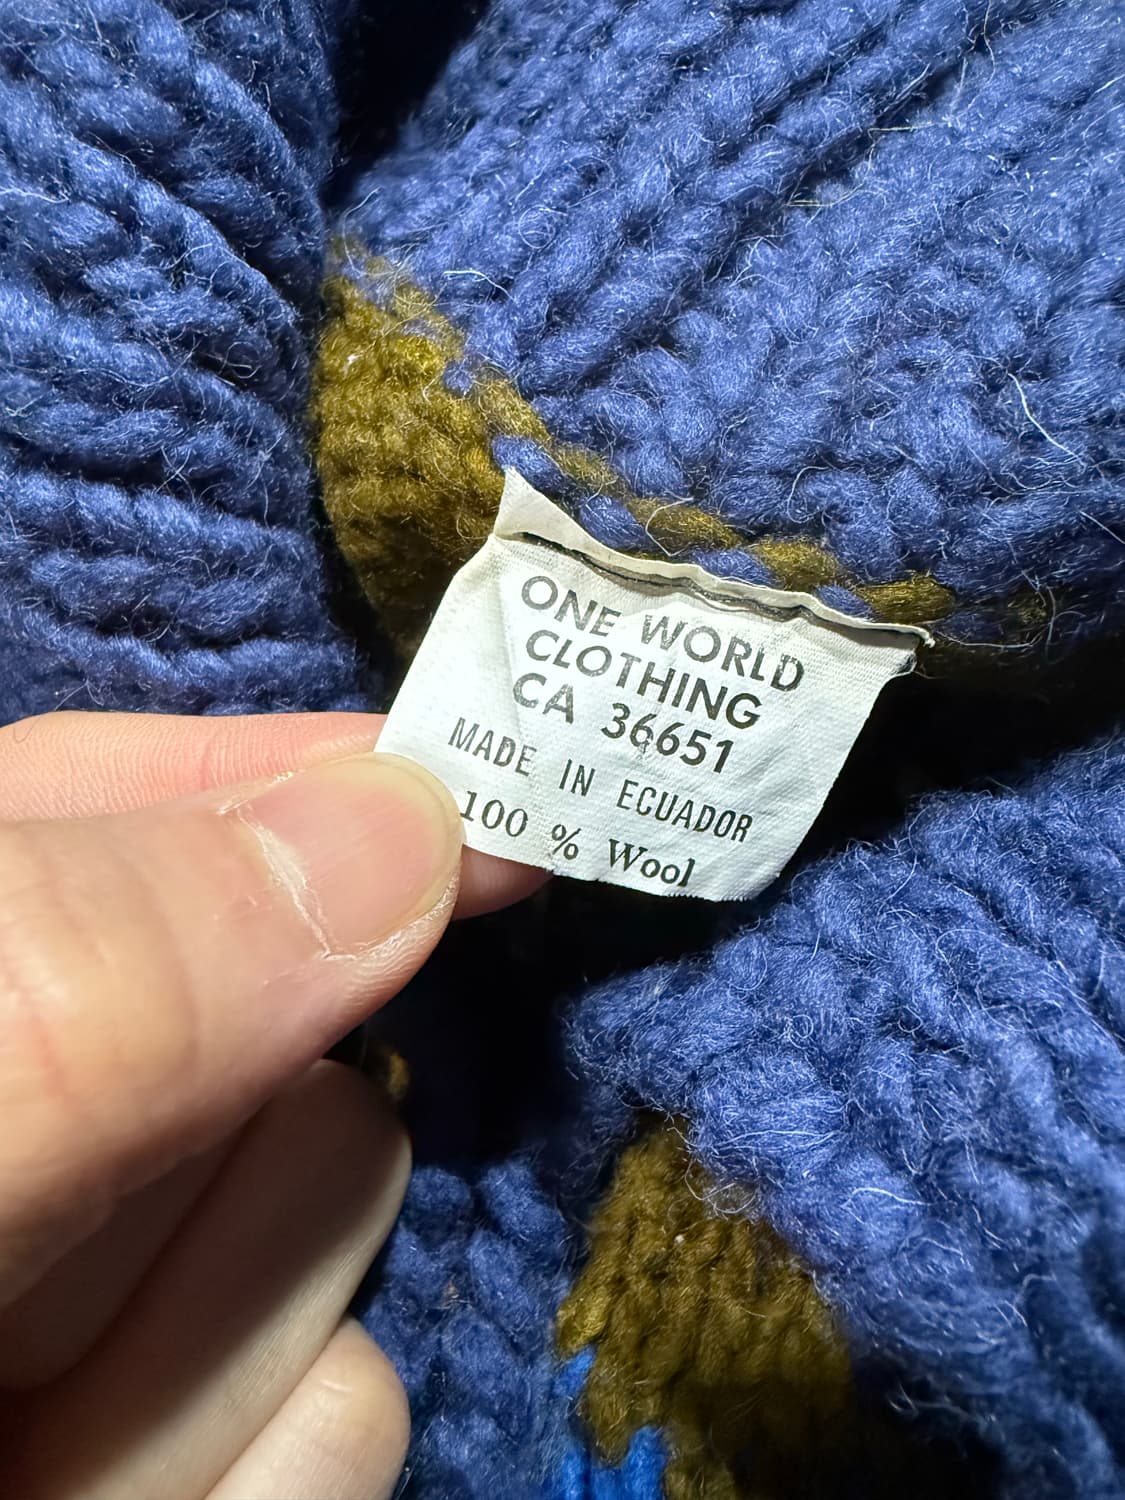 ONE WORLD
CLOTHING
CA 36651
MADE IN ECUADOR
100 % Wool